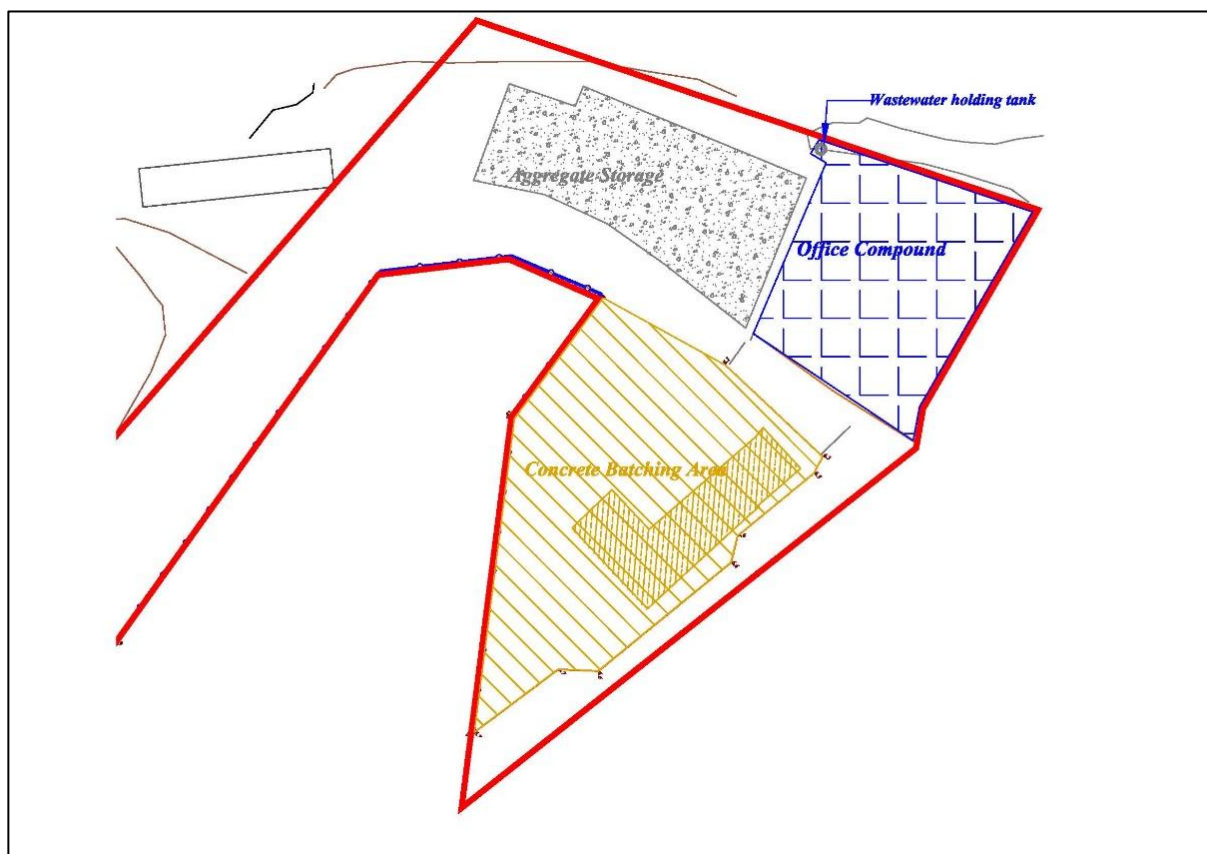 Wastewater holding tank
Aggregate Storage
Office Compound
Concrete Batching Area